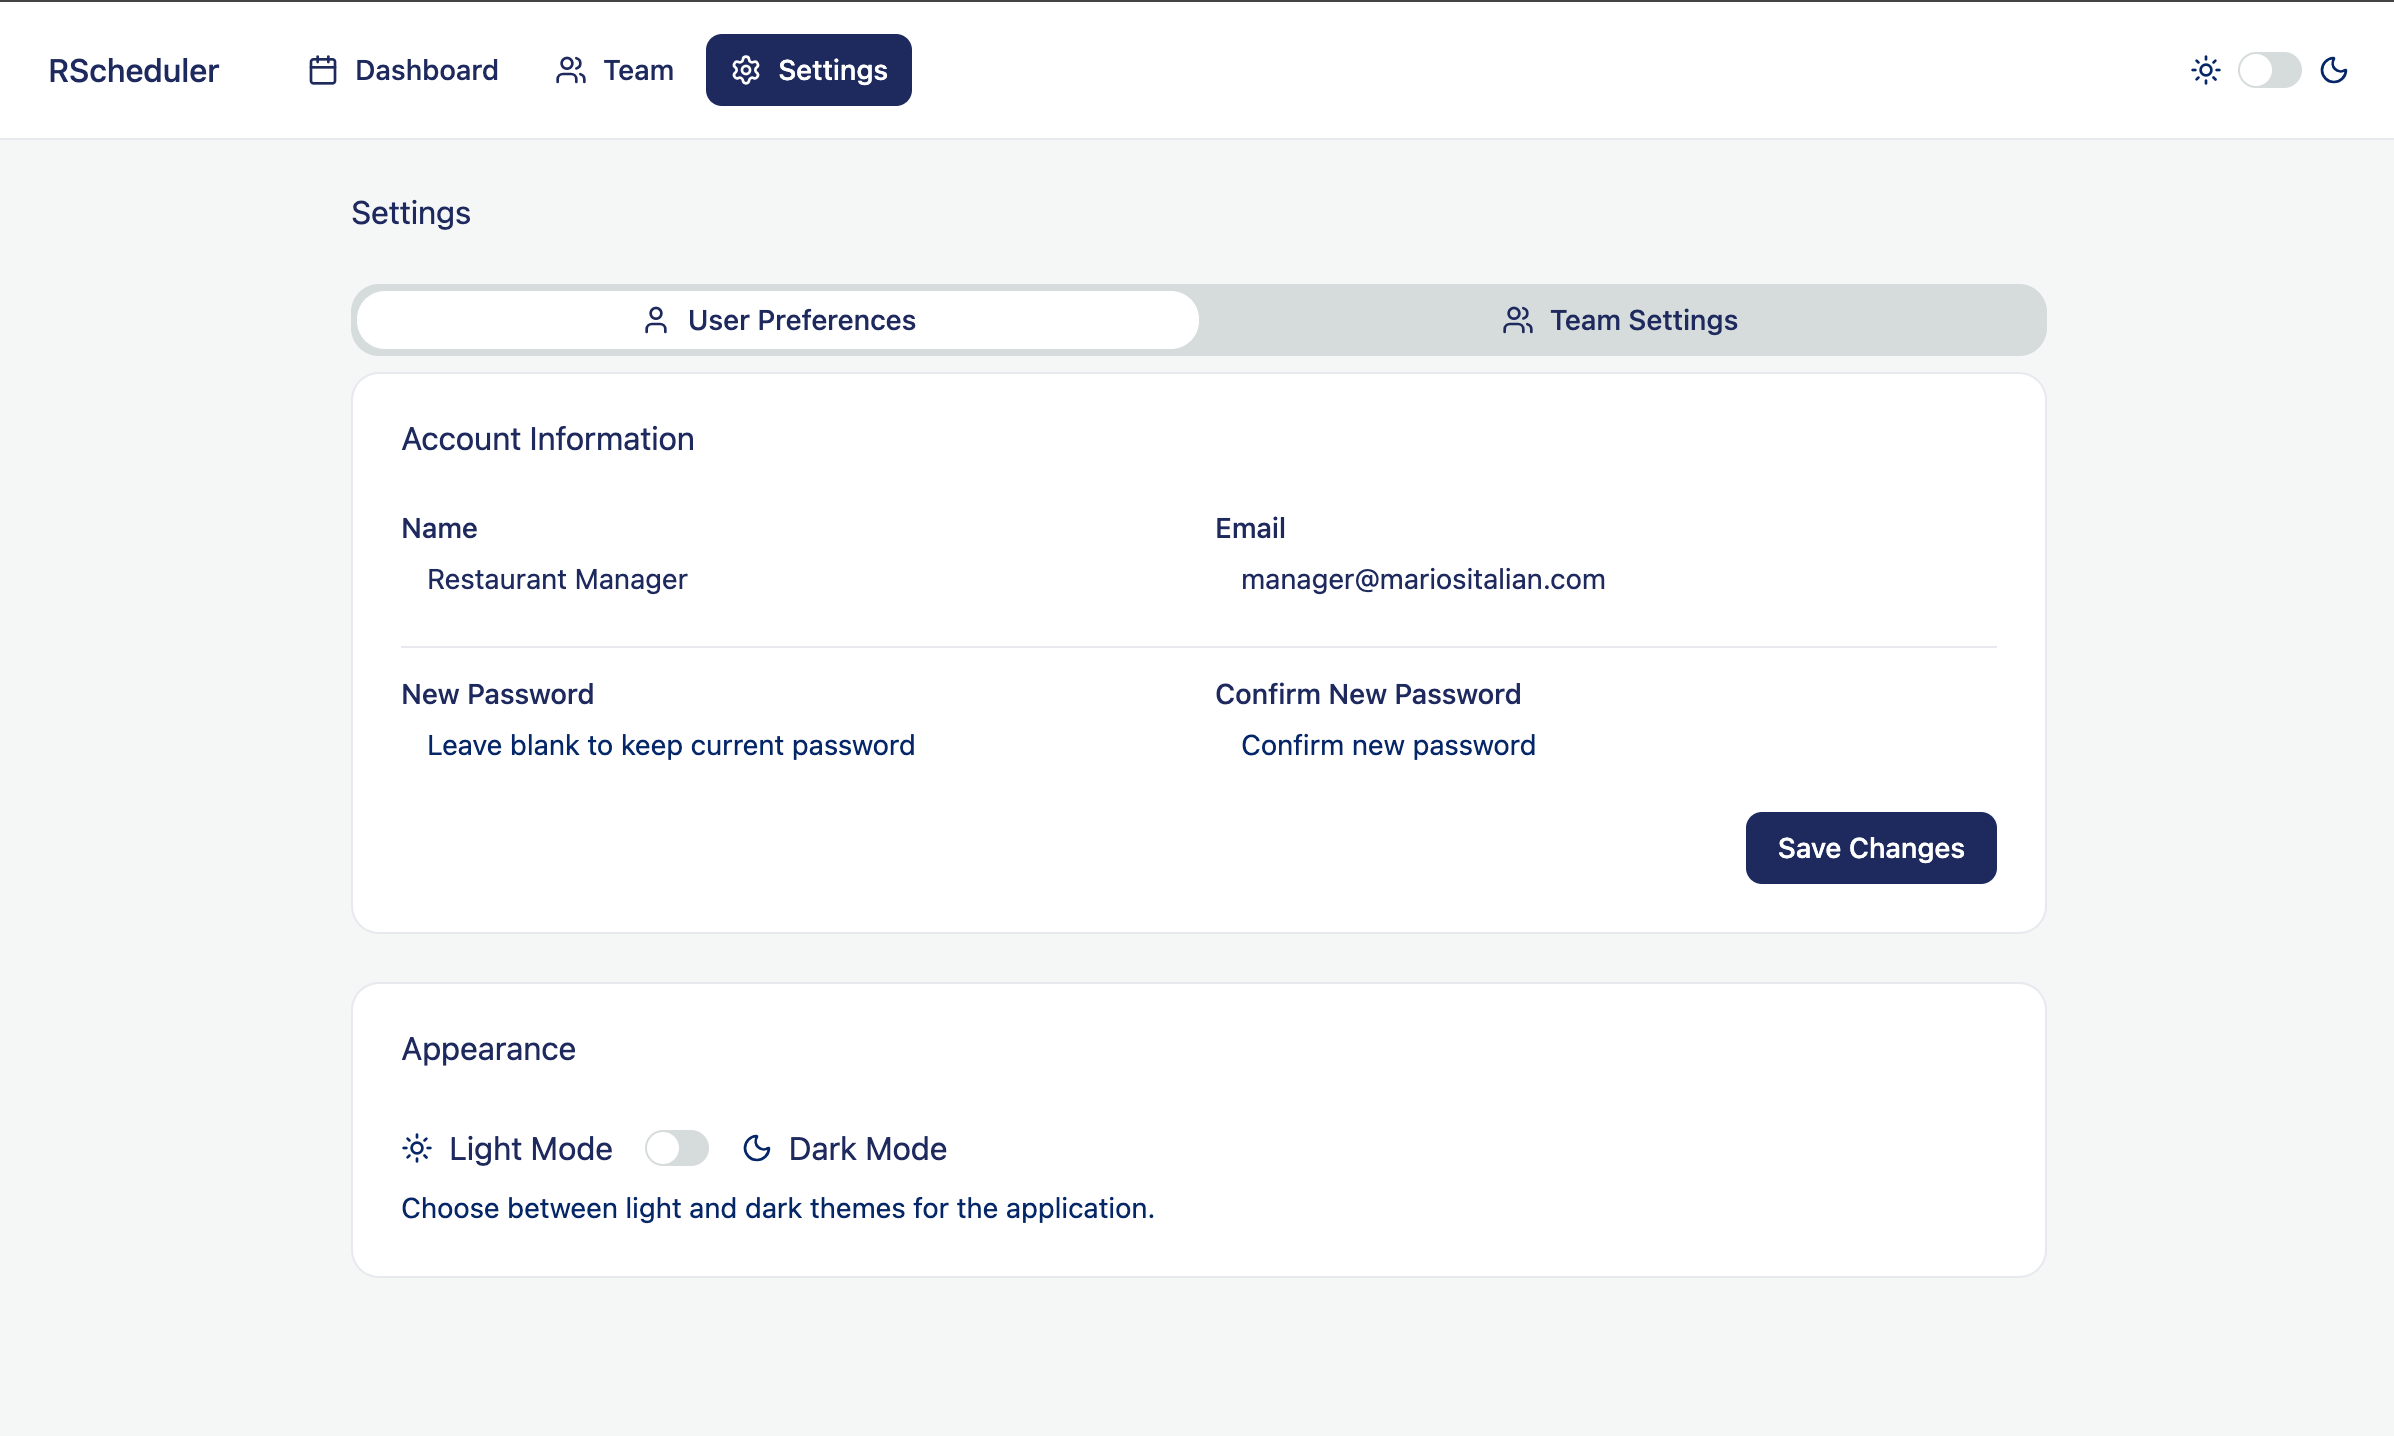 RScheduler
Dashboard
Team
Settings
Settings
User Preferences
Team Settings
Account Information
Name
Email
Restaurant Manager
manager@mariositalian.com
New Password
Confirm New Password
Leave blank to keep current password
Confirm new password
Save Changes
Appearance
Light Mode
Dark Mode
Choose between light and dark themes for the application.